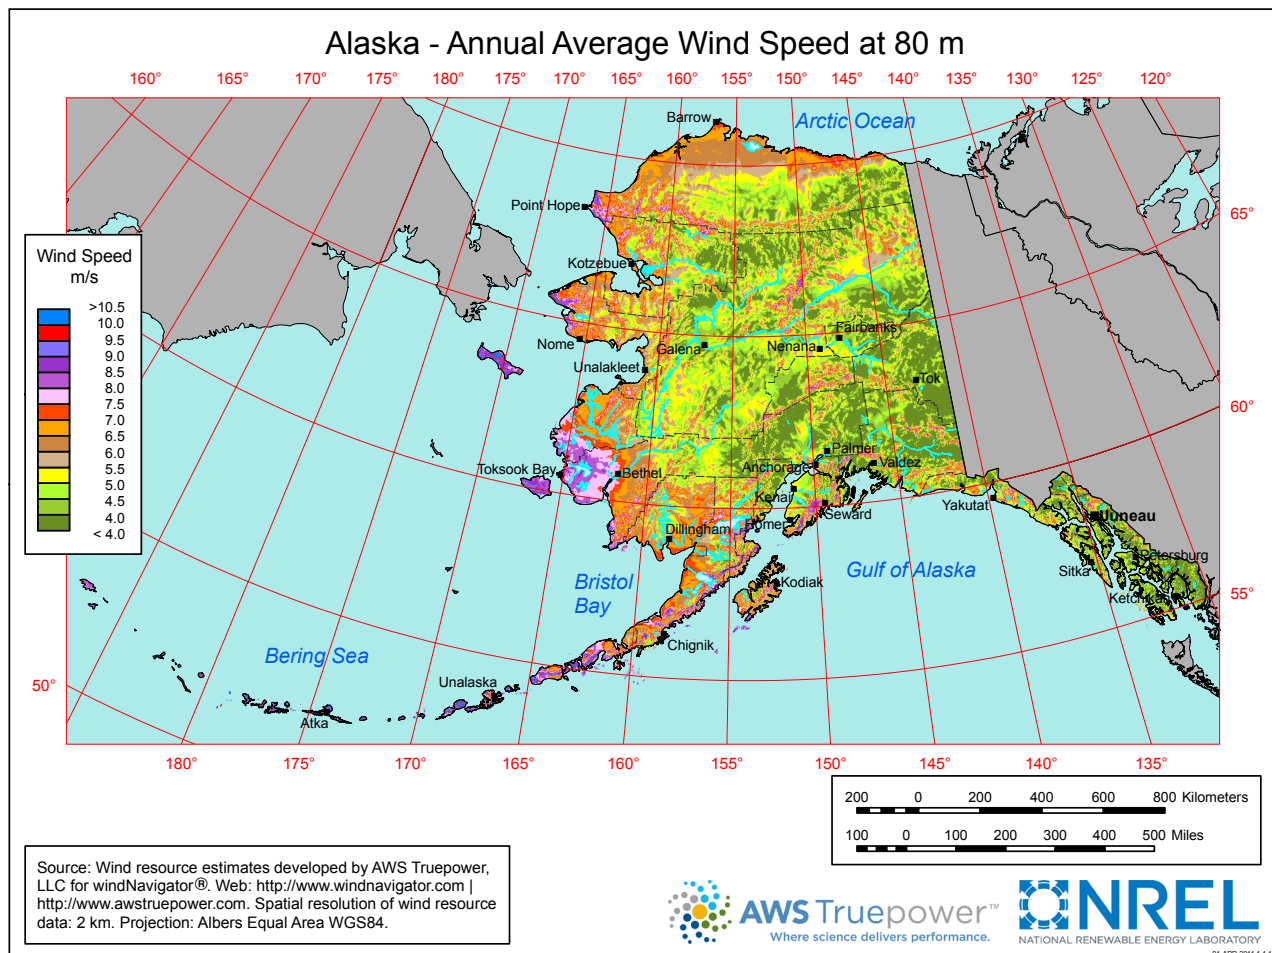 Alaska - Annual Average Wind Speed at 80 m
160° 165° 170° 175° 180° 175° 170° 165° 160° 155° 150° 145° 140° 135° 130° 125° 120°
Barrow
Arctic Ocean
Point Hope
65°
Kotzebue
Wind Speed
m/s
>10.5
10.0
9.5
9.0
8.5
8.0
7.5
7.0
6.5
6.0
5.5
5.0
4.5
4.0
< 4.0
Nome
Fairbanks
Galena
Nenana
Unalakleet
Tok
60°
Palmer
Toksook Bay
Bethel
Anchorage
Valdez
Kenai
Yakutat
Seward
Juneau
Dillingham
Homer
Petersburg
Sitka
Bristol
Bay
Kodiak
Gulf of Alaska
Ketchikan
55°
Chignik
Bering Sea
50°
Unalaska
Atka
180° 175° 170° 165° 160° 155° 150° 145° 140° 135°
200 0 200 400 600 800 Kilometers
100 0 100 200 300 400 500 Miles
Source: Wind resource estimates developed by AWS Truepower,
LLC for windNavigator®. Web: http://www.windnavigator.com |
http://www.awstruepower.com. Spatial resolution of wind resource
data: 2 km. Projection: Albers Equal Area WGS84.
AWS Truepower™
Where science delivers performance.
NREL
NATIONAL RENEWABLE ENERGY LABORATORY